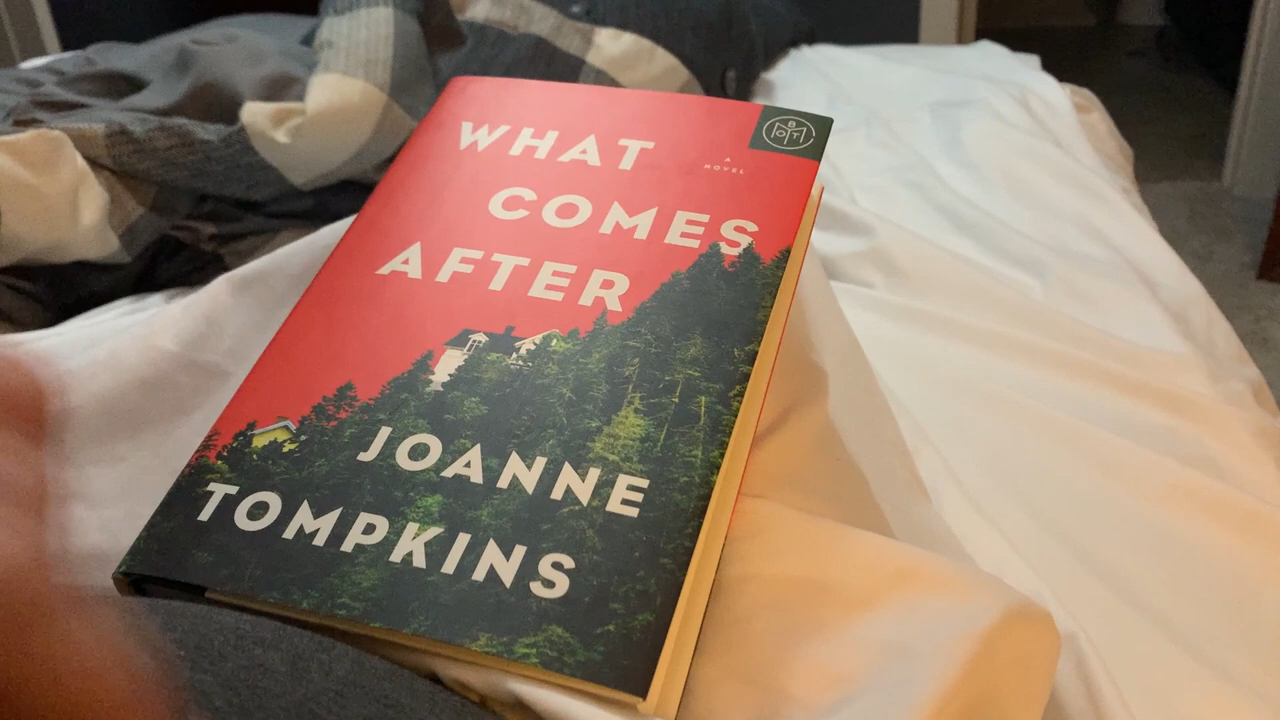 WHAT
A
NOVEL
COMES
AFTER
JOANNE
TOMPKINS
B
O T
M